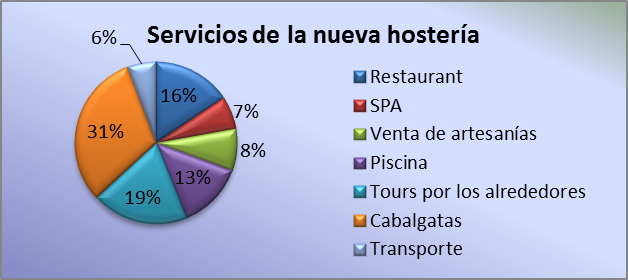 Servicios de la nueva hostería
6%
16%
7%
8%
13%
19%
31%
Restaurant
SPA
Venta de artesanías
Piscina
Tours por los alrededores
Cabalgatas
Transporte